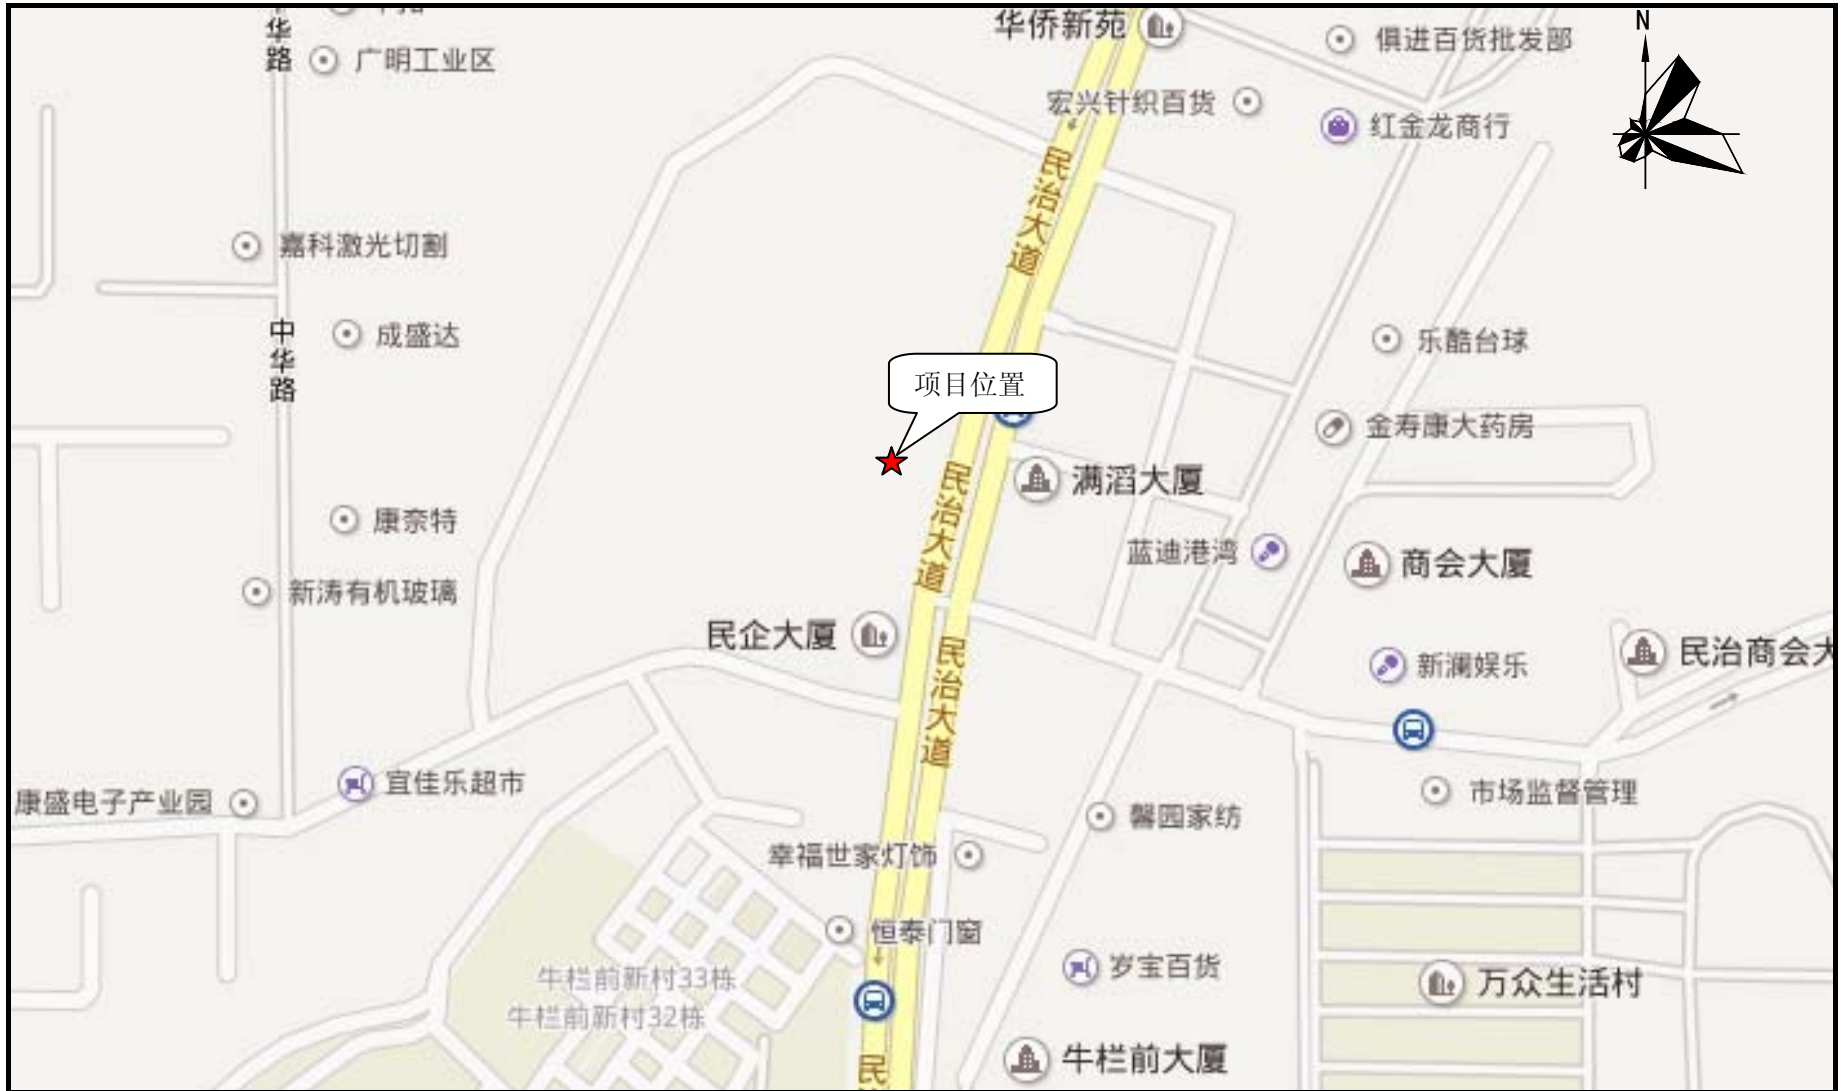 华路
华侨新苑
俱进百货批发部
N
广明工业区
宏兴针织百货
红金龙商行
民治大道
嘉科激光切割
中华路
成盛达
乐酷台球
项目位置
金寿康大药房
满滔大厦
民治大道
康奈特
蓝迪港湾
商会大厦
新涛有机玻璃
民企大厦
民治大道
新澜娱乐
民治商会大
宜佳乐超市
康盛电子产业园
市场监督管理
馨园家纺
幸福世家灯饰
恒泰门窗
岁宝百货
牛栏前新村33栋
万众生活村
牛栏前新村32栋
牛栏前大厦
民